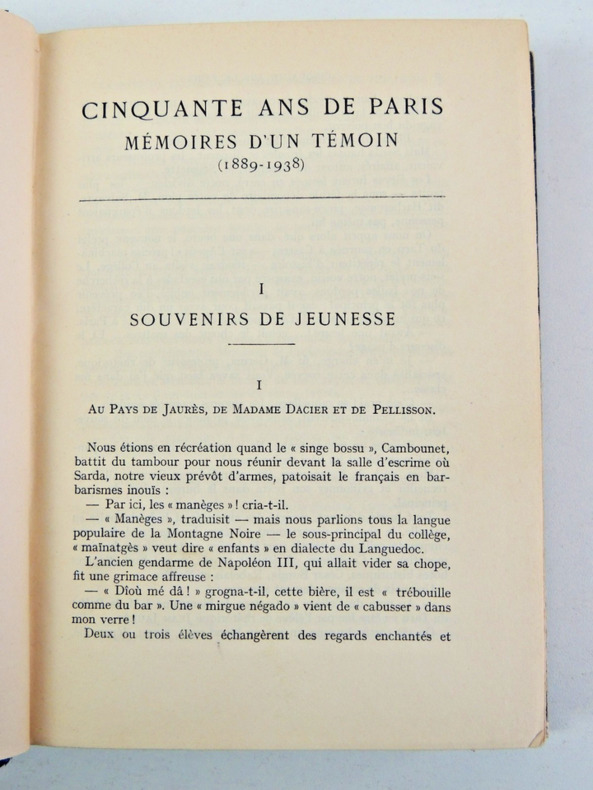 CINQUANTE ANS DE PARIS
MÉMOIRES D'UN TÉMOIN
(1889-1938)
I
SOUVENIRS DE JEUNESSE
I
AU PAYS DE JAURÈS, DE MADAME DACIER ET DE PELLISSON.
Nous étions en récréation quand le « singe bossu », Cambounet,
battit du tambour pour nous réunir devant la salle d'escrime où
Sarda, notre vieux prévôt d'armes, patoisait le français en bar-
barismes inouïs :
— Par ici, les « manèges » ! cria-t-il.
— « Manèges », traduisit — mais nous parlions tous la langue
populaire de la Montagne Noire — le sous-principal du collège,
« maïnatgès » veut dire « enfants » en dialecte du Languedoc.
L'ancien gendarme de Napoléon III, qui allait vider sa chope,
fit une grimace affreuse :
— « Dioù mé dâ ! » grogna-t-il, cette bière, il est « trébouille
comme du bar ». Une « mirgue négado » vient de « cabusser » dans
mon verre !
Deux ou trois élèves échangèrent des regards enchantés et